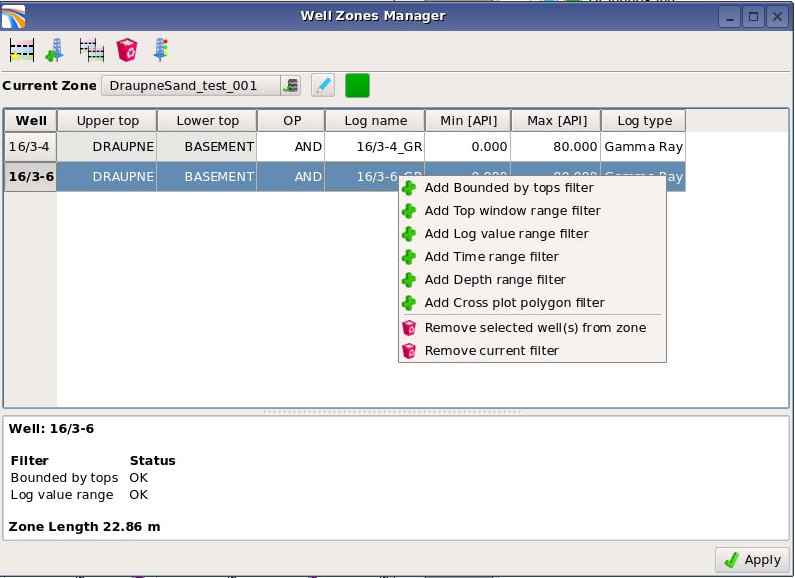 Well Zones Manager
Current Zone DraupneSand_test_001
Well Upper top Lower top OP Log name Min [API] Max [API] Log type
16/3-4 DRAUPNE BASEMENT AND 16/3-4_GR 0.000 80.000 Gamma Ray
16/3-6 DRAUPNE BASEMENT AND 16/3-6_GR 0.000 80.000 Gamma Ray
Add Bounded by tops filter
Add Top window range filter
Add Log value range filter
Add Time range filter
Add Depth range filter
Add Cross plot polygon filter
Remove selected well(s) from zone
Remove current filter
Well: 16/3-6
Filter Status
Bounded by tops OK
Log value range OK
Zone Length 22.86 m
Apply